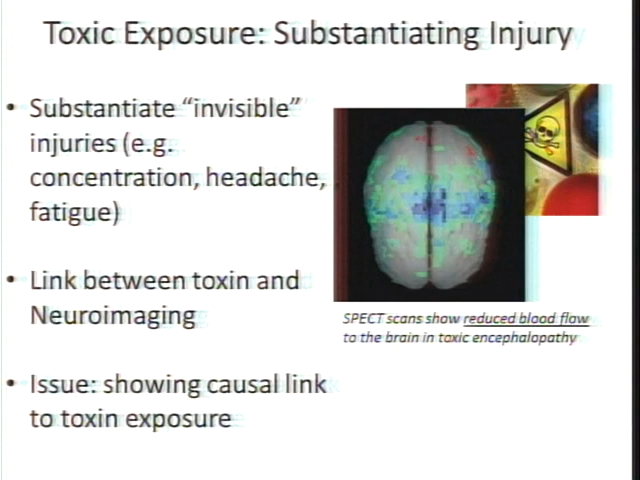 Toxic Exposure: Substantiating Injury
• Substantiate “invisible”
injuries (e.g.
concentration, headache,
fatigue)
• Link between toxin and
Neuroimaging
• Issue: showing causal link
to toxin exposure
SPECT scans show reduced blood flow
to the brain in toxic encephalopathy